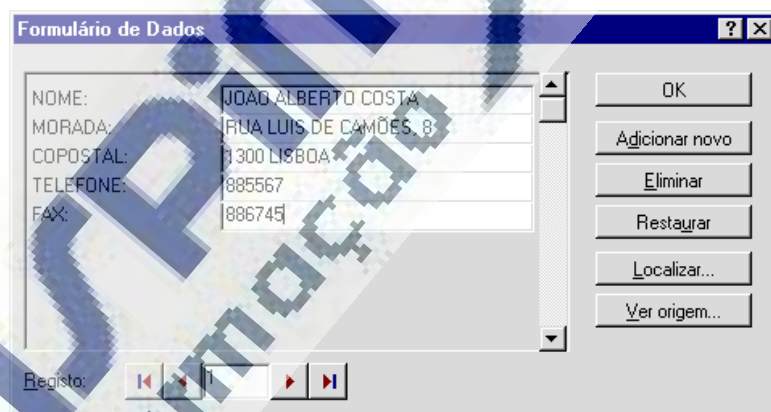 Formulário de Dados
NOME: JOAO ALBERTO COSTA
MORADA: RUA LUIS DE CAMÕES, 8
COPOSTAL: 1300 LISBOA
TELEFONE: 885567
FAX: 886745
OK
Adicionar novo
Eliminar
Restaurar
Localizar...
Ver origem...
Registo: 1